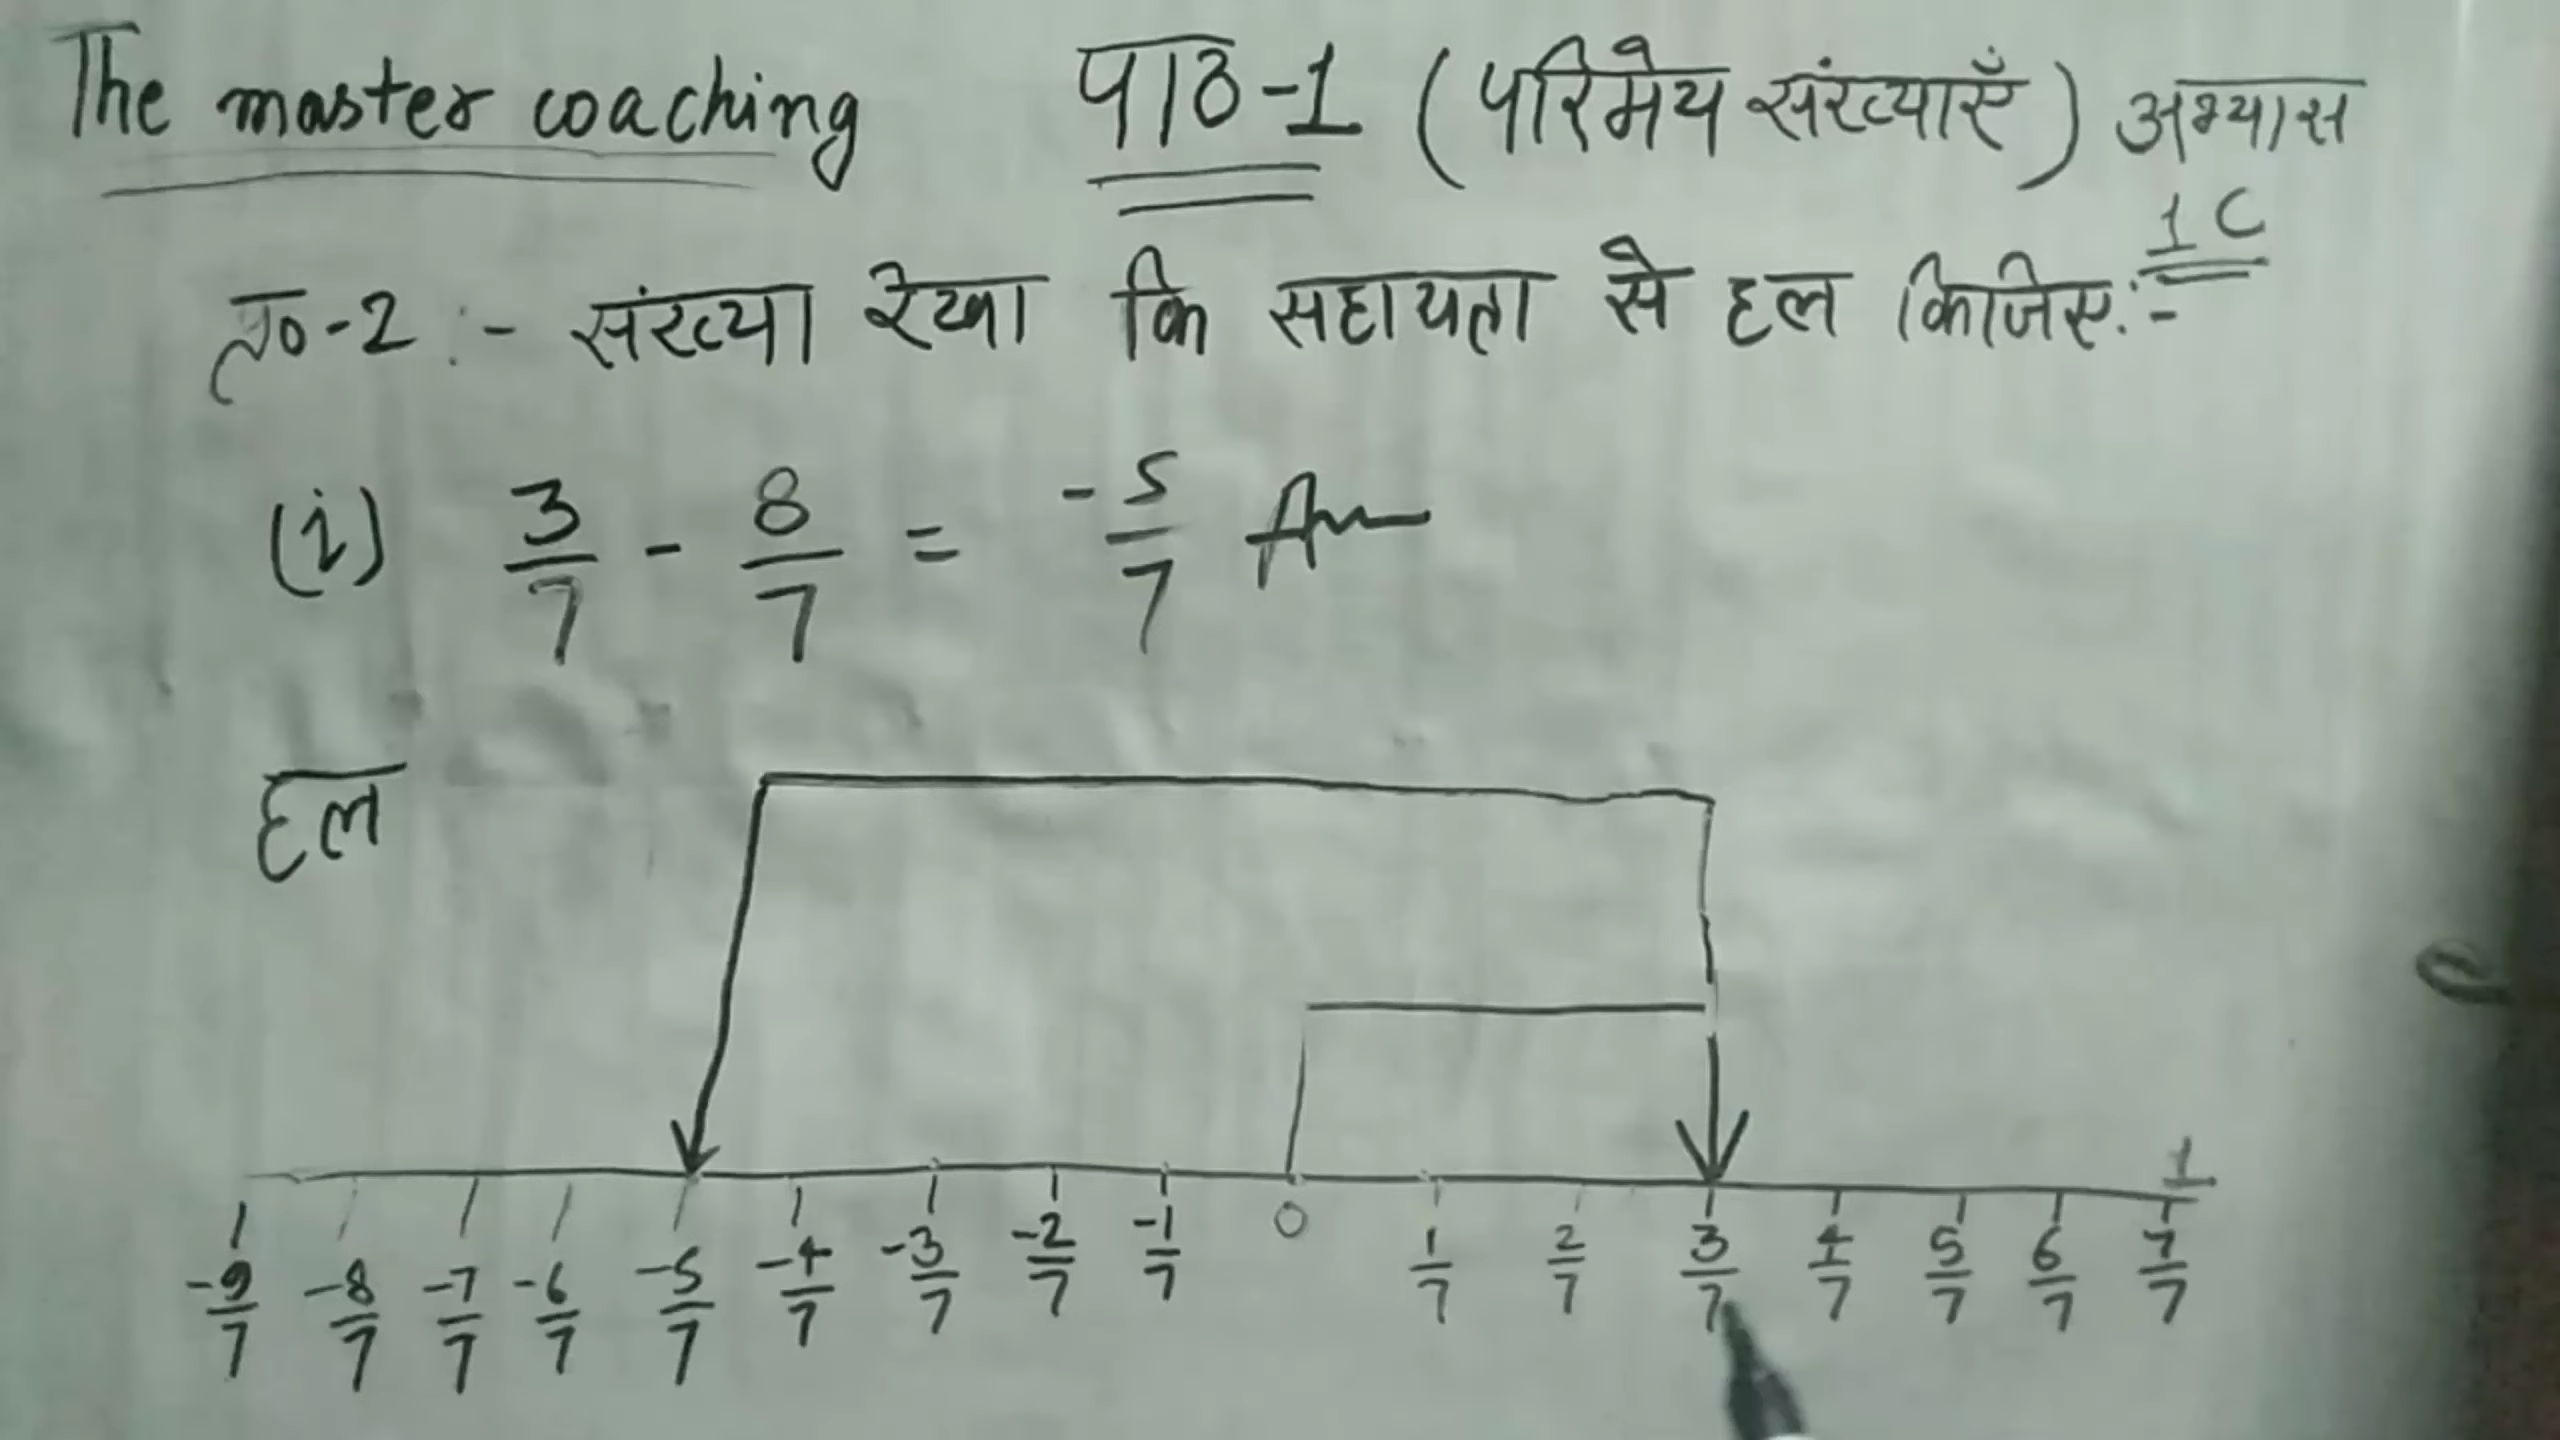 The master coaching पाठ-1 (परिमेय संख्याएँ) अभ्यास
1C
प्र०-2 :- संख्या रेखा कि सहायता से हल किजिए:-
(i) 3/7 - 8/7 = -5/7 Ans
हल
1
-9/7 -8/7 -7/7 -6/7 -5/7 -4/7 -3/7 -2/7 -1/7 0 1/7 2/7 3/7 4/7 5/7 6/7 7/7